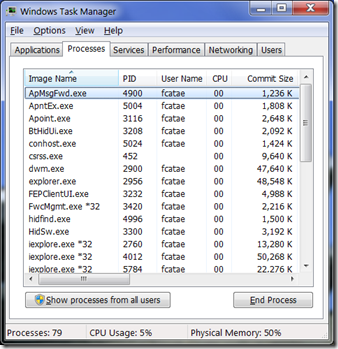 Windows Task Manager
File Options View Help
Applications Processes Services Performance Networking Users
Image Name PID User Name CPU Commit Size
ApMsgFwd.exe 4900 fcatae 00 1,236 K
ApntEx.exe 5004 fcatae 00 1,808 K
Apoint.exe 3116 fcatae 00 2,648 K
BtHidUi.exe 3208 fcatae 00 2,092 K
conhost.exe 5024 fcatae 00 1,424 K
csrss.exe 452 00 9,640 K
dwm.exe 2900 fcatae 00 47,640 K
explorer.exe 2956 fcatae 00 48,548 K
FEPClientUI.exe 3232 fcatae 00 4,988 K
FwcMgmt.exe *32 3420 fcatae 00 2,216 K
hidfind.exe 4996 fcatae 00 1,500 K
HidSw.exe 3300 fcatae 00 3,192 K
iexplore.exe *32 2760 fcatae 00 13,280 K
iexplore.exe *32 4012 fcatae 00 50,268 K
iexplore.exe *32 5784 fcatae 00 22,276 K
Show processes from all users End Process
Processes: 79 CPU Usage: 5% Physical Memory: 50%